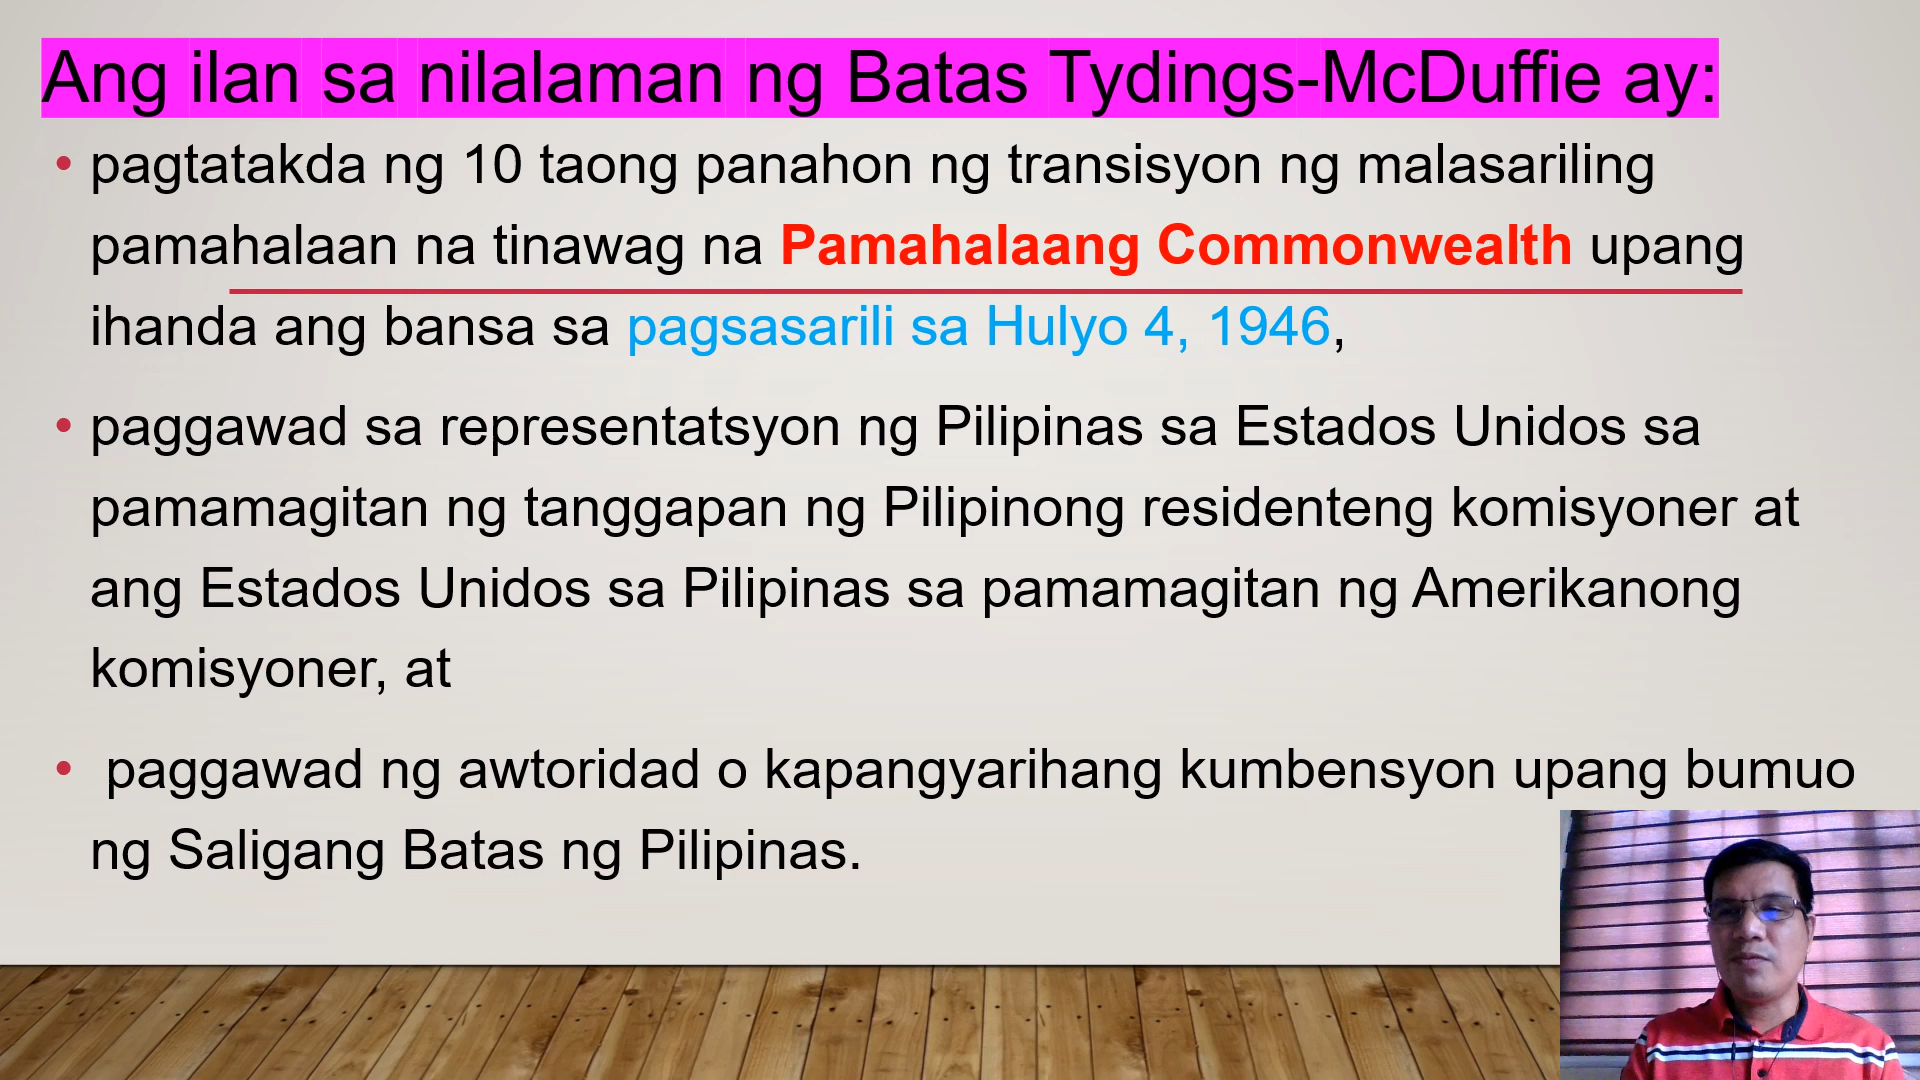 Ang ilan sa nilalaman ng Batas Tydings-McDuffie ay:
• pagtatakda ng 10 taong panahon ng transisyon ng malasariling
pamahalaan na tinawag na Pamahalaang Commonwealth upang
ihanda ang bansa sa pagsasarili sa Hulyo 4, 1946,
• paggawad sa representatsyon ng Pilipinas sa Estados Unidos sa
pamamagitan ng tanggapan ng Pilipinong residenteng komisyoner at
ang Estados Unidos sa Pilipinas sa pamamagitan ng Amerikanong
komisyoner, at
• paggawad ng awtoridad o kapangyarihang kumbensyon upang bumuo
ng Saligang Batas ng Pilipinas.